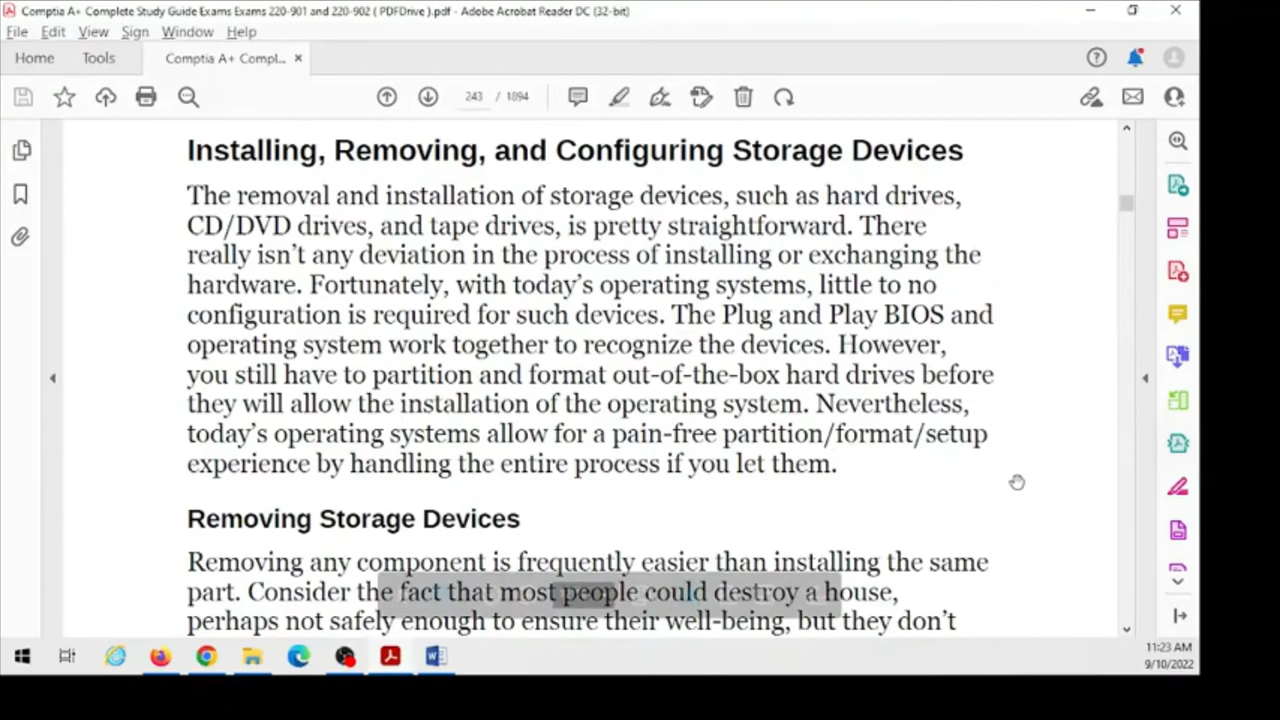 Comptia A+ Complete Study Guide Exams Exams 220-901 and 220-902 ( PDFDrive ).pdf - Adobe Acrobat Reader DC (32-bit)
File Edit View Sign Window Help
Home Tools Comptia A+ Compl...
243 / 1894
Installing, Removing, and Configuring Storage Devices
The removal and installation of storage devices, such as hard drives,
CD/DVD drives, and tape drives, is pretty straightforward. There
really isn’t any deviation in the process of installing or exchanging the
hardware. Fortunately, with today’s operating systems, little to no
configuration is required for such devices. The Plug and Play BIOS and
operating system work together to recognize the devices. However,
you still have to partition and format out-of-the-box hard drives before
they will allow the installation of the operating system. Nevertheless,
today’s operating systems allow for a pain-free partition/format/setup
experience by handling the entire process if you let them.
Removing Storage Devices
Removing any component is frequently easier than installing the same
part. Consider the fact that most people could destroy a house,
perhaps not safely enough to ensure their well-being, but they don’t
11:23 AM
9/10/2022